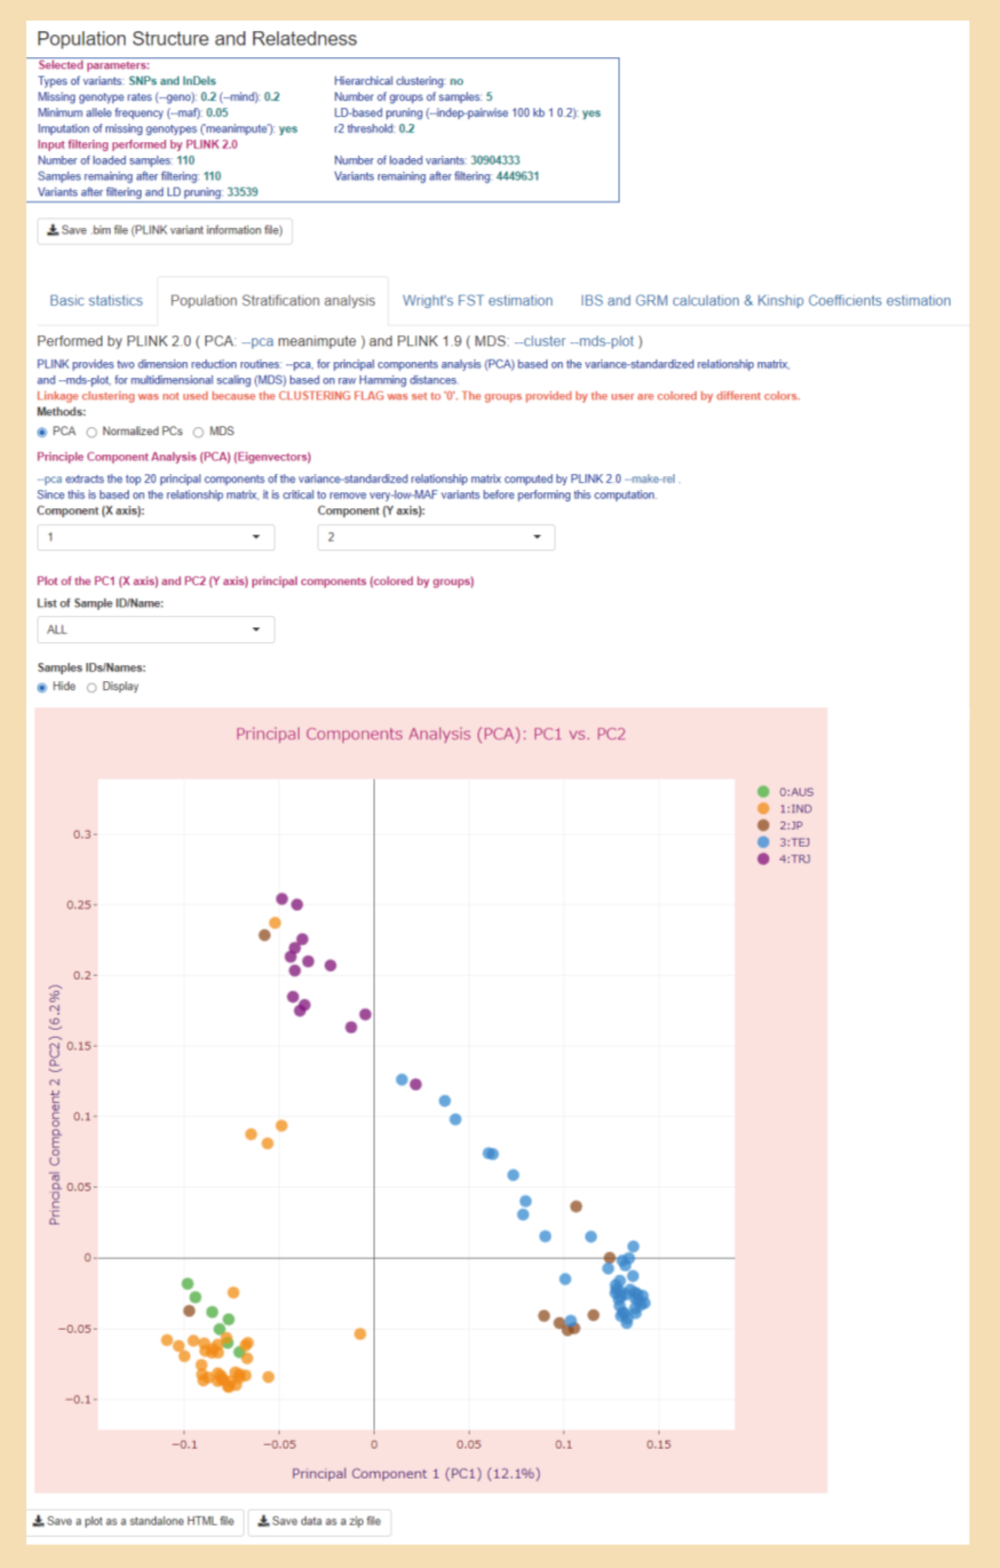 Population Structure and Relatedness
Selected parameters:
Types of variants: SNPs and InDels
Hierarchical clustering: no
Missing genotype rates (--geno): 0.2 (--mind): 0.2
Number of groups of samples: 5
Minimum allele frequency (--maf): 0.05
LD-based pruning (--indep-pairwise 100 kb 1 0.2): yes
Imputation of missing genotypes ('meanimpute'): yes
r2 threshold: 0.2
Input filtering performed by PLINK 2.0
Number of loaded samples: 110
Number of loaded variants: 30904333
Samples remaining after filtering: 110
Variants remaining after filtering: 4449631
Variants after filtering and LD pruning: 33539
Save .bim file (PLINK variant information file)
Basic statistics
Population Stratification analysis
Wright's FST estimation
IBS and GRM calculation & Kinship Coefficients estimation
Performed by PLINK 2.0 ( PCA: --pca meanimpute ) and PLINK 1.9 ( MDS: --cluster --mds-plot )
PLINK provides two dimension reduction routines: --pca, for principal components analysis (PCA) based on the variance-standardized relationship matrix,
and --mds-plot, for multidimensional scaling (MDS) based on raw Hamming distances.
Linkage clustering was not used because the CLUSTERING FLAG was set to '0'. The groups provided by the user are colored by different colors.
Methods:
PCA Normalized PCs MDS
Principle Component Analysis (PCA) (Eigenvectors)
--pca extracts the top 20 principal components of the variance-standardized relationship matrix computed by PLINK 2.0 --make-rel .
Since this is based on the relationship matrix, it is critical to remove very-low-MAF variants before performing this computation.
Component (X axis):
Component (Y axis):
1
2
Plot of the PC1 (X axis) and PC2 (Y axis) principal components (colored by groups)
List of Sample ID/Name:
ALL
Samples IDs/Names:
Hide Display
Principal Components Analysis (PCA): PC1 vs. PC2
0:AUS
1:IND
2:JP
3:TEJ
4:TRJ
0.3
0.25
0.2
0.15
0.1
0.05
0
−0.05
−0.1
Principal Component 2 (PC2) (6.2%)
−0.1
−0.05
0
0.05
0.1
0.15
Principal Component 1 (PC1) (12.1%)
Save a plot as a standalone HTML file
Save data as a zip file